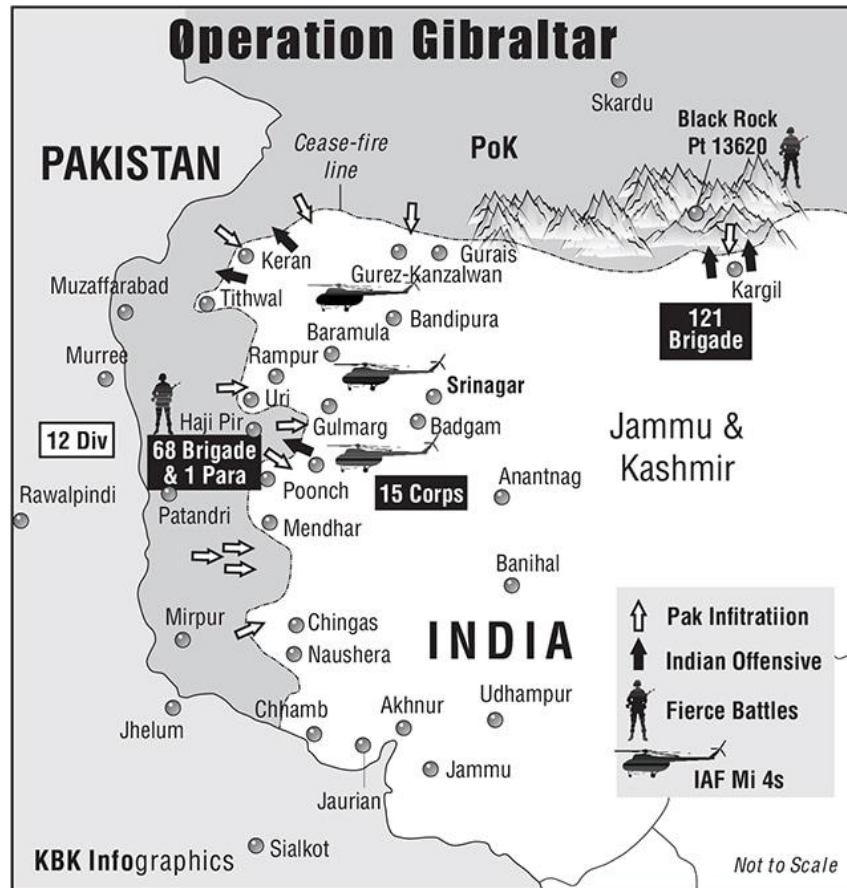 Operation Gibraltar
Skardu
Black Rock
Pt 13620
PAKISTAN
Cease-fire
line
PoK
Keran
Gurais
Gurez-Kanzalwan
Kargil
Muzaffarabad
Tithwal
Bandipura
121
Brigade
Baramula
Murree
Rampur
Srinagar
Uri
Haji Pir
Gulmarg
Badgam
Jammu &
Kashmir
12 Div
68 Brigade
& 1 Para
Poonch
15 Corps
Anantnag
Rawalpindi
Patandri
Mendhar
Banihal
Mirpur
Chingas
Naushera
INDIA
Pak Infitratiion
Indian Offensive
Fierce Battles
IAF Mi 4s
Jhelum
Chhamb
Akhnur
Udhampur
Jammu
Jaurian
Sialkot
KBK Infographics
Not to Scale